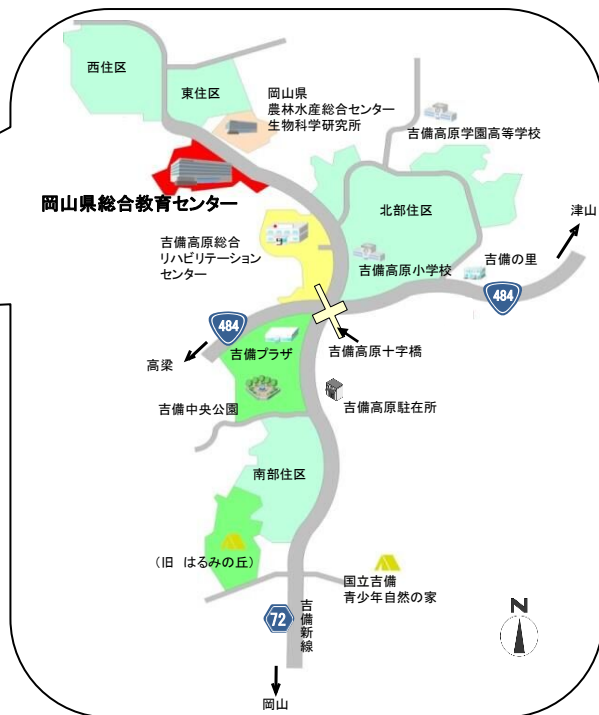 西住区
東住区
岡山県
農林水産総合センター
生物科学研究所
吉備高原学園高等学校
岡山県総合教育センター
北部住区
津山
吉備高原総合
リハビリテーション
センター
吉備高原小学校
吉備の里
484
484
高梁
吉備プラザ
吉備高原十字橋
吉備中央公園
吉備高原駐在所
南部住区
（旧 はるみの丘）
国立吉備
青少年自然の家
72
吉備新線
N
岡山